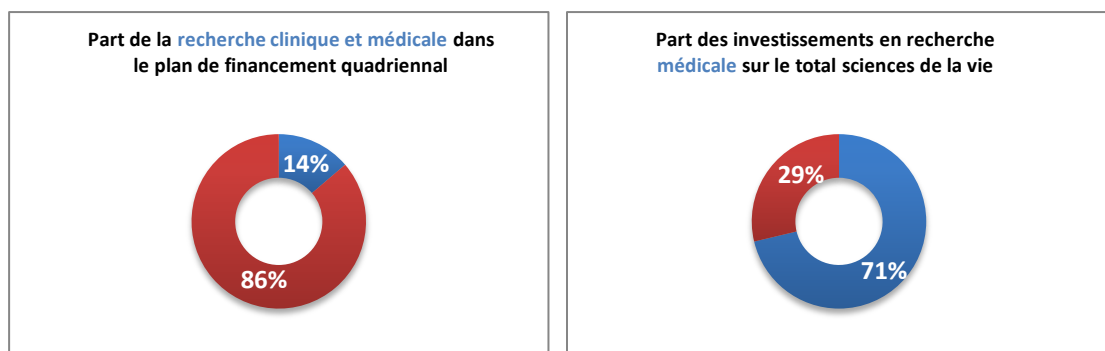 Part de la recherche clinique et médicale dans
le plan de financement quadriennal
14%
86%
Part des investissements en recherche
médicale sur le total sciences de la vie
29%
71%